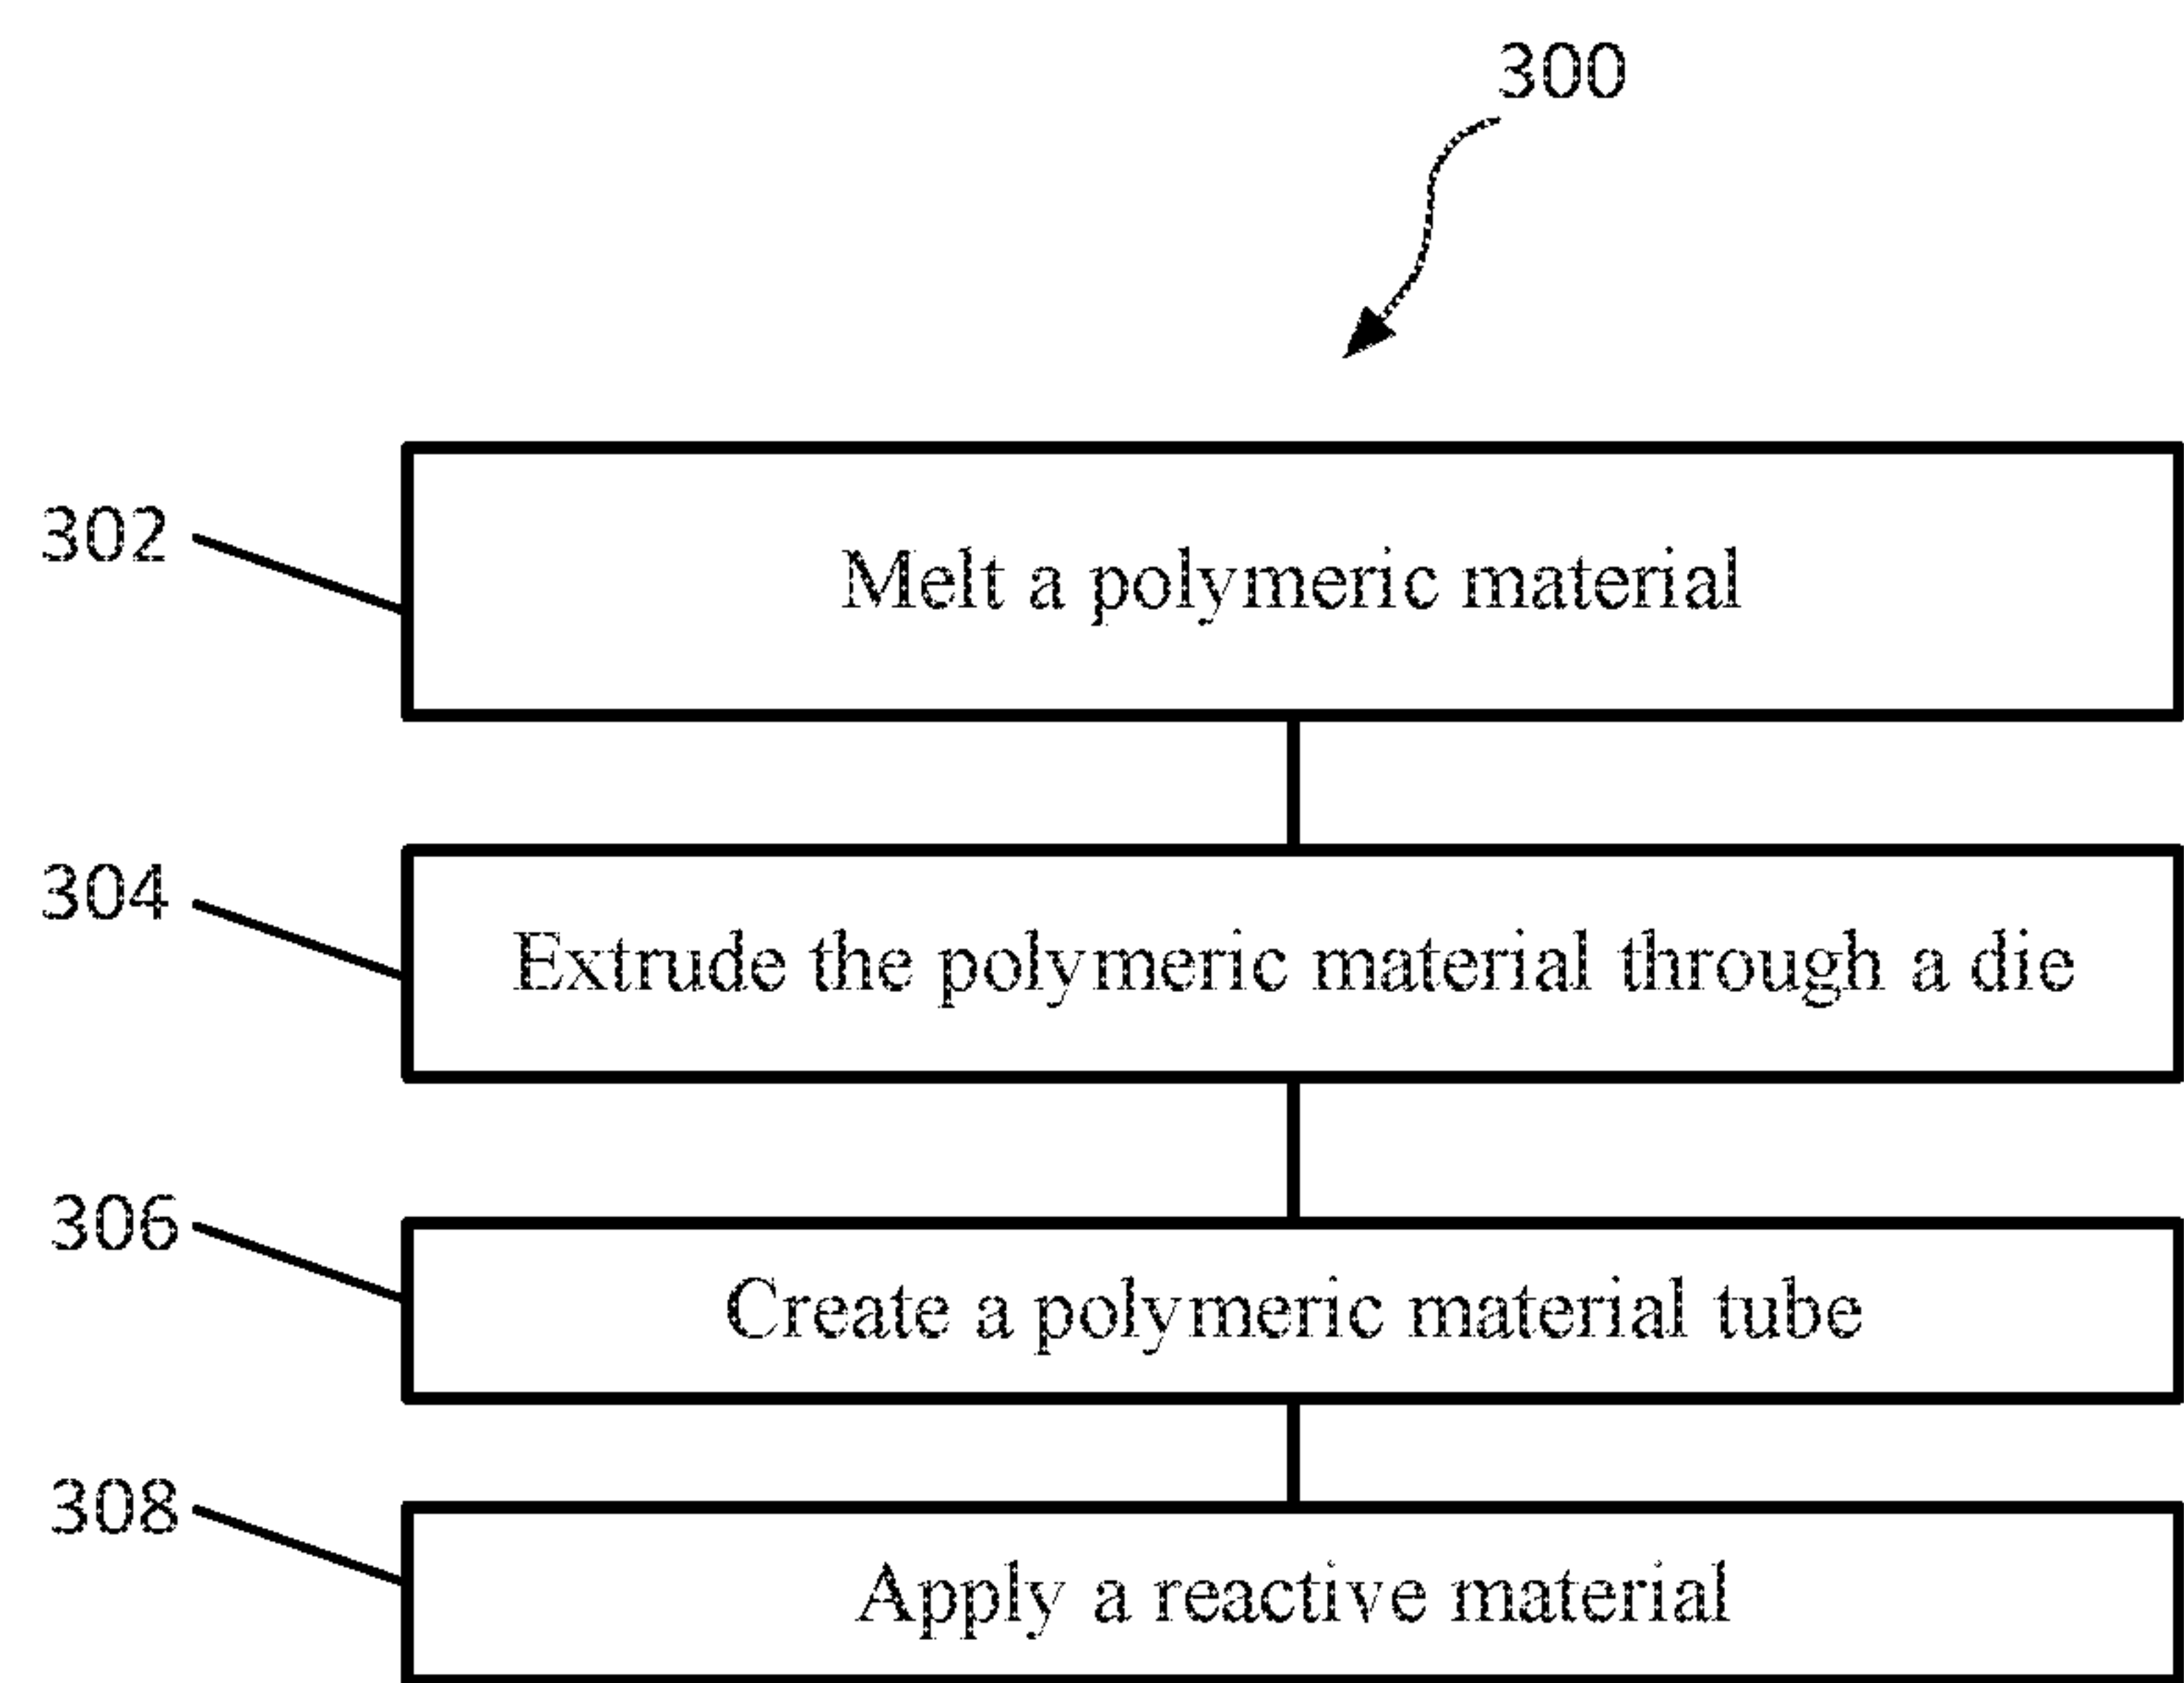 300
302
Melt a polymeric material
304
Extrude the polymeric material through a die
306
Create a polymeric material tube
308
Apply a reactive material